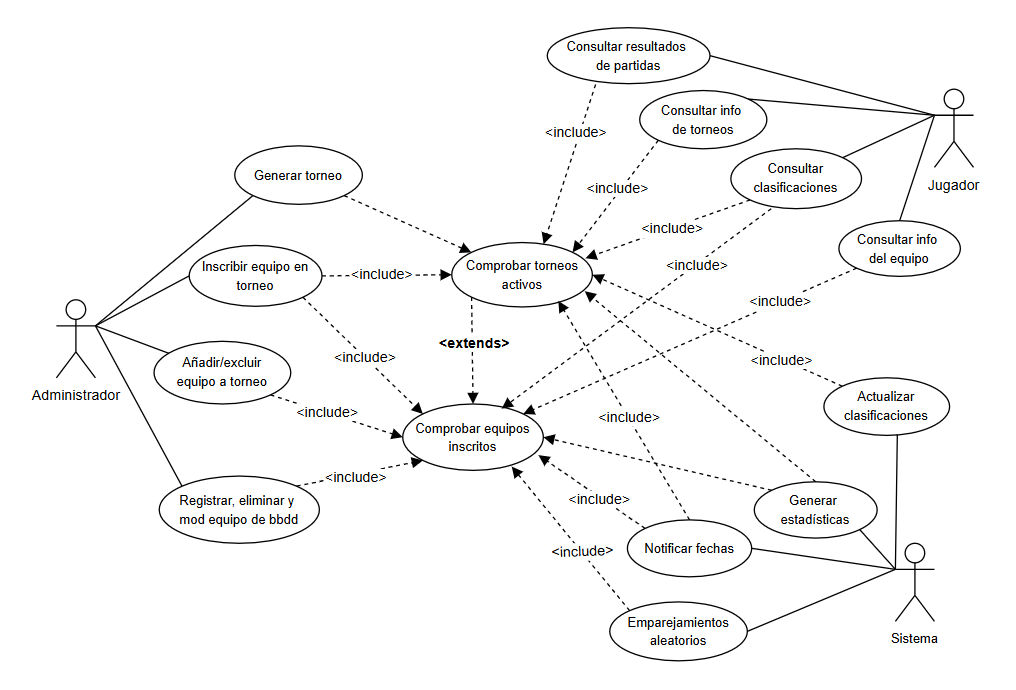 Consultar resultados
de partidas
Consultar info
de torneos
<include>
Consultar
clasificaciones
Jugador
Generar torneo
<include>
<include>
Consultar info
del equipo
Inscribir equipo en
torneo
<include>
Comprobar torneos
activos
<include>
<include>
Administrador
Añadir/excluir
equipo a torneo
<include>
<extends>
<include>
Actualizar
clasificaciones
<include>
Comprobar equipos
inscritos
<include>
<include>
Registrar, eliminar y
mod equipo de bbdd
<include>
Generar
estadísticas
Notificar fechas
<include>
Emparejamientos
aleatorios
Sistema